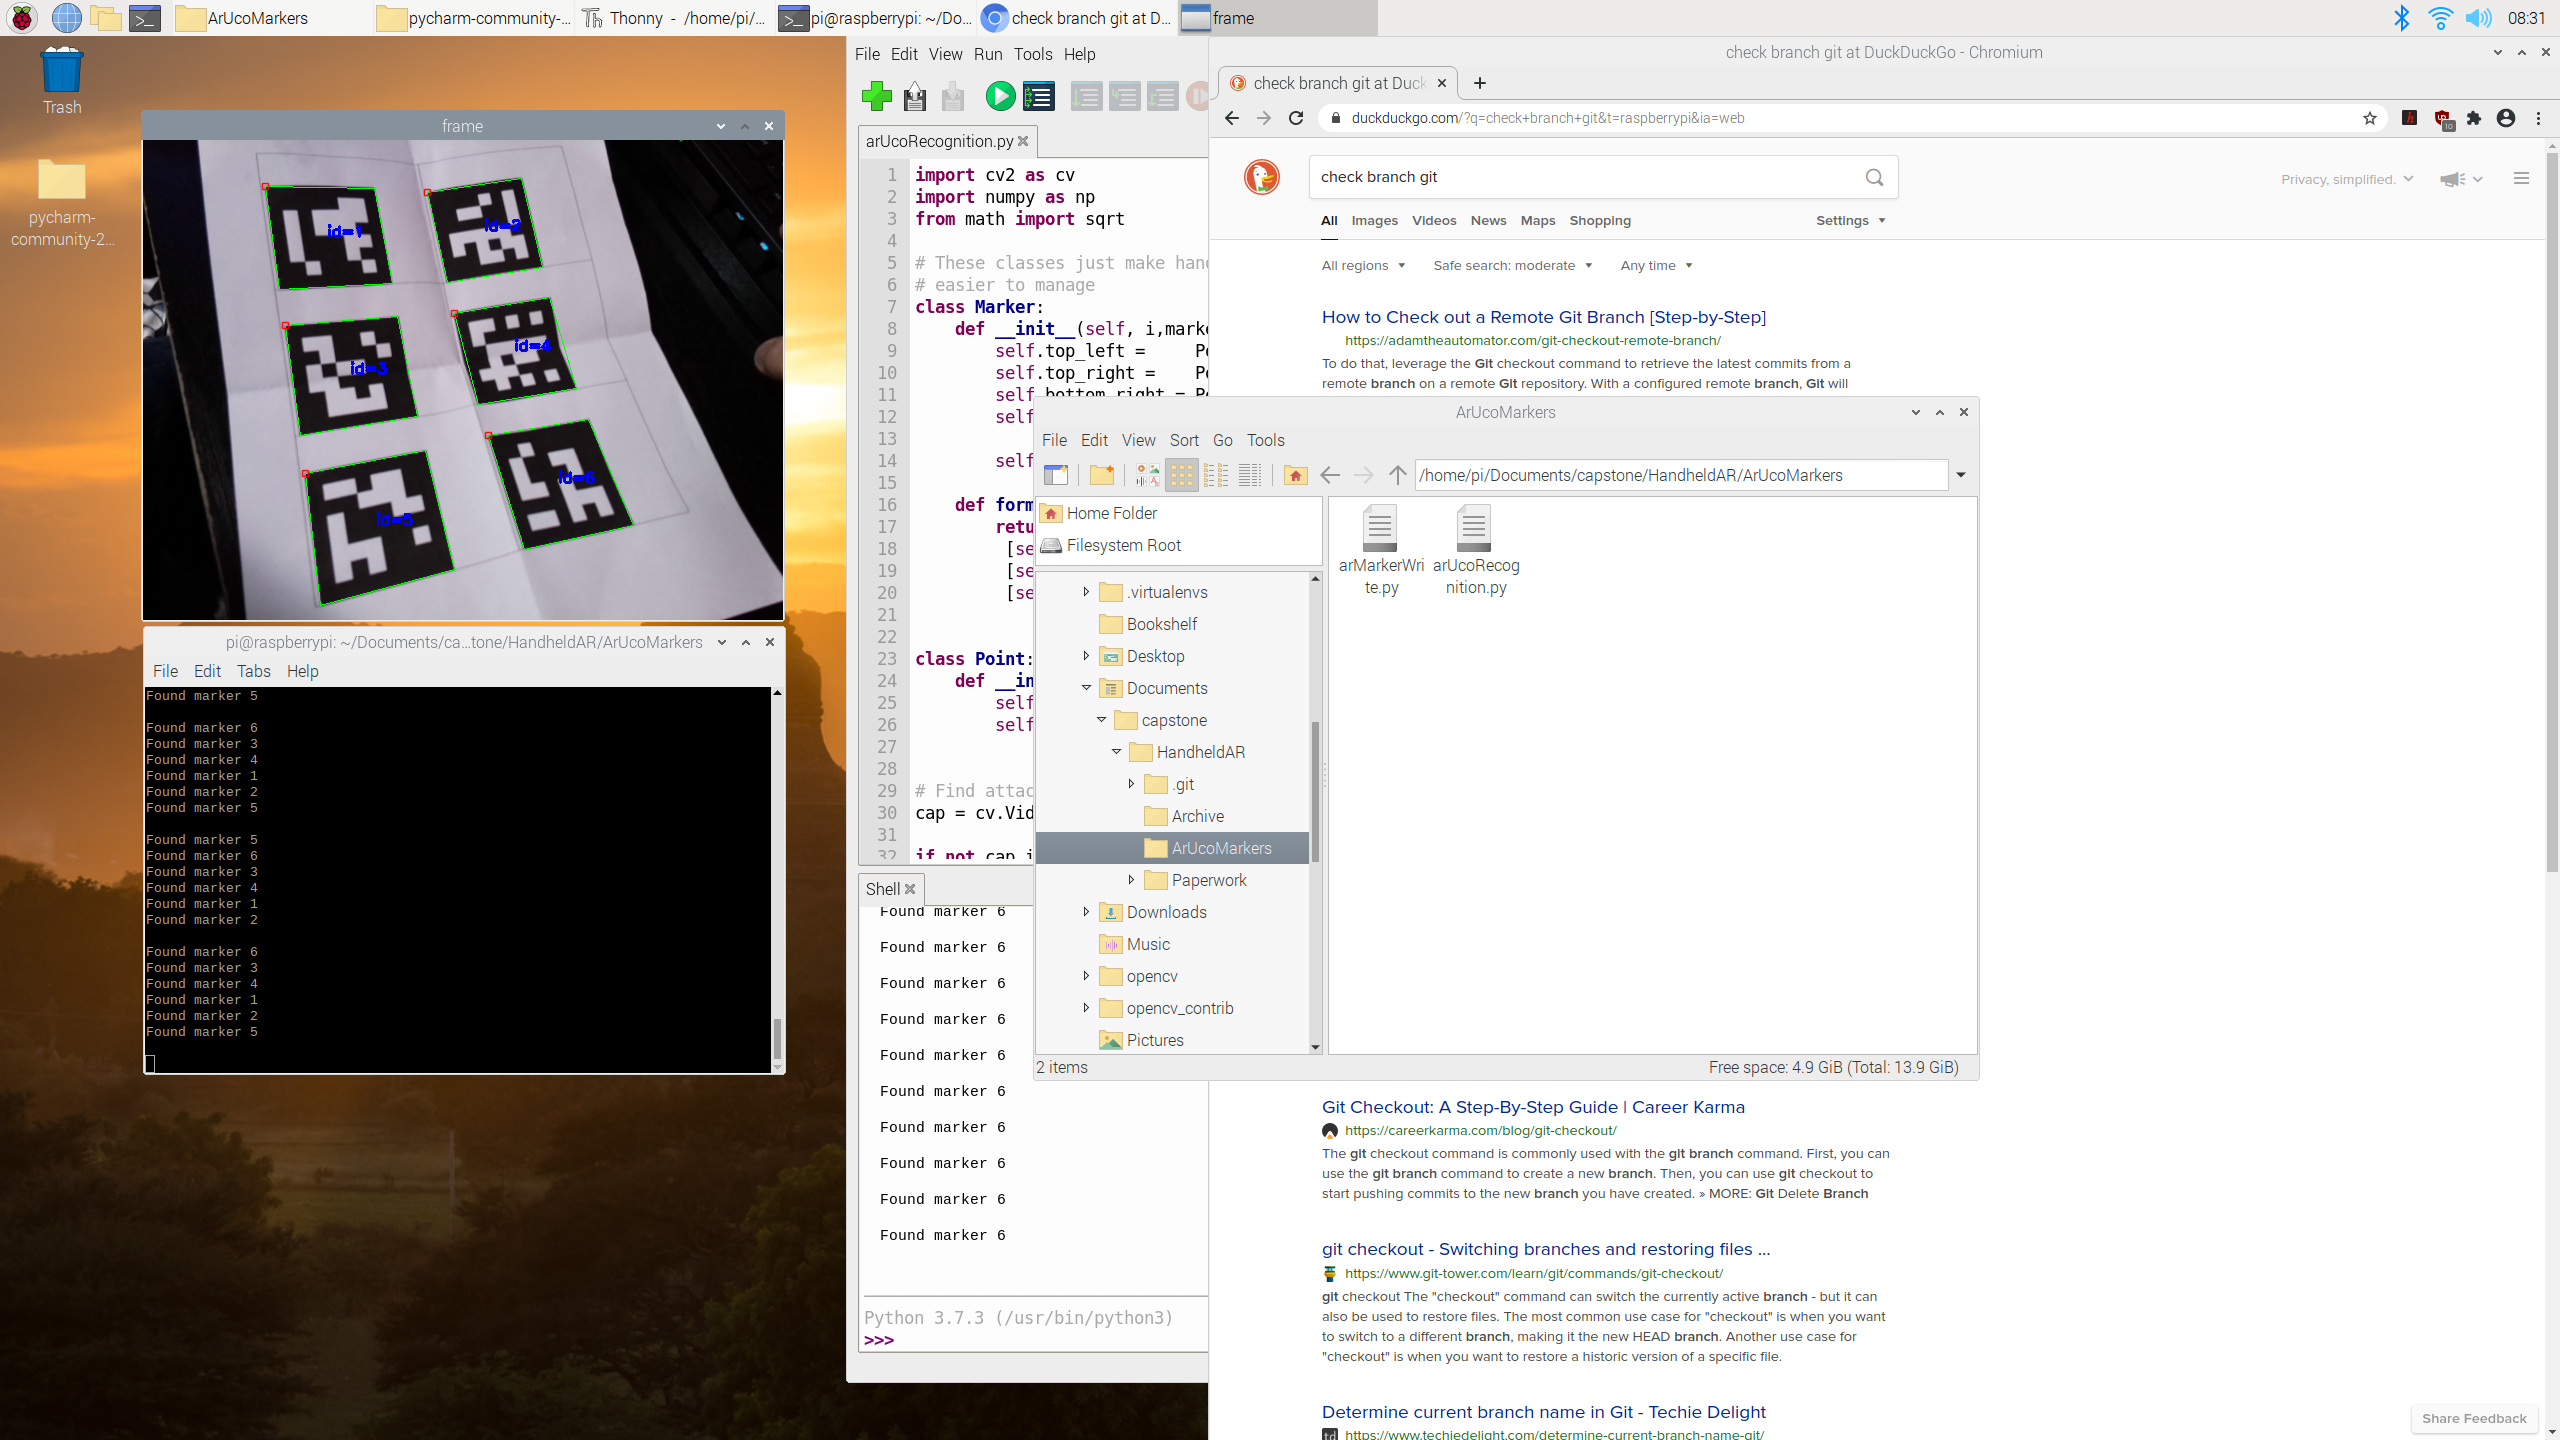 ArUcoMarkers
pycharm-community-...
Thonny - /home/pi/...
pi@raspberrypi: ~/Do...
check branch git at D...
frame
08:31
Trash
pycharm-
community-2...
frame
id=1
id=2
id=3
id=4
id=5
id=6
pi@raspberrypi: ~/Documents/ca...tone/HandheldAR/ArUcoMarkers
File Edit Tabs Help
Found marker 5
Found marker 6
Found marker 3
Found marker 4
Found marker 1
Found marker 2
Found marker 5
Found marker 5
Found marker 6
Found marker 3
Found marker 4
Found marker 1
Found marker 2
Found marker 6
Found marker 3
Found marker 4
Found marker 1
Found marker 2
Found marker 5
File Edit View Run Tools Help
arUcoRecognition.py
1 import cv2 as cv
2 import numpy as np
3 from math import sqrt
4
5 # These classes just make hand
6 # easier to manage
7 class Marker:
8 def __init__(self, i,marke
9 self.top_left = Po
10 self.top_right = Po
11 self.bottom_right = Po
12 self
13
14 self
15
16 def form
17 retu
18 [se
19 [se
20 [se
21
22
23 class Point:
24 def __in
25 self
26 self
27
28
29 # Find attac
30 cap = cv.Vid
31
32 if not cap.i
Shell
Found marker 6
Found marker 6
Found marker 6
Found marker 6
Found marker 6
Found marker 6
Found marker 6
Found marker 6
Found marker 6
Found marker 6
Python 3.7.3 (/usr/bin/python3)
>>>
check branch git at DuckDuckGo - Chromium
check branch git at Duck
duckduckgo.com/?q=check+branch+git&t=raspberrypi&ia=web
10
check branch git
Privacy, simplified.
All Images Videos News Maps Shopping Settings
All regions Safe search: moderate Any time
How to Check out a Remote Git Branch [Step-by-Step]
https://adamtheautomator.com/git-checkout-remote-branch/
To do that, leverage the Git checkout command to retrieve the latest commits from a
remote branch on a remote Git repository. With a configured remote branch, Git will
ArUcoMarkers
File Edit View Sort Go Tools
/home/pi/Documents/capstone/HandheldAR/ArUcoMarkers
Home Folder
Filesystem Root
.virtualenvs
Bookshelf
Desktop
Documents
capstone
HandheldAR
.git
Archive
ArUcoMarkers
Paperwork
Downloads
Music
opencv
opencv_contrib
Pictures
arMarkerWri
te.py
arUcoRecog
nition.py
2 items
Free space: 4.9 GiB (Total: 13.9 GiB)
Git Checkout: A Step-By-Step Guide | Career Karma
https://careerkarma.com/blog/git-checkout/
The git checkout command is commonly used with the git branch command. First, you can
use the git branch command to create a new branch. Then, you can use git checkout to
start pushing commits to the new branch you have created. » MORE: Git Delete Branch
git checkout - Switching branches and restoring files ...
https://www.git-tower.com/learn/git/commands/git-checkout/
git checkout The "checkout" command can switch the currently active branch - but it can
also be used to restore files. The most common use case for "checkout" is when you want
to switch to a different branch, making it the new HEAD branch. Another use case for
"checkout" is when you want to restore a historic version of a specific file.
Determine current branch name in Git - Techie Delight
td https://www.techiedelight.com/determine-current-branch-name-git/
Share Feedback